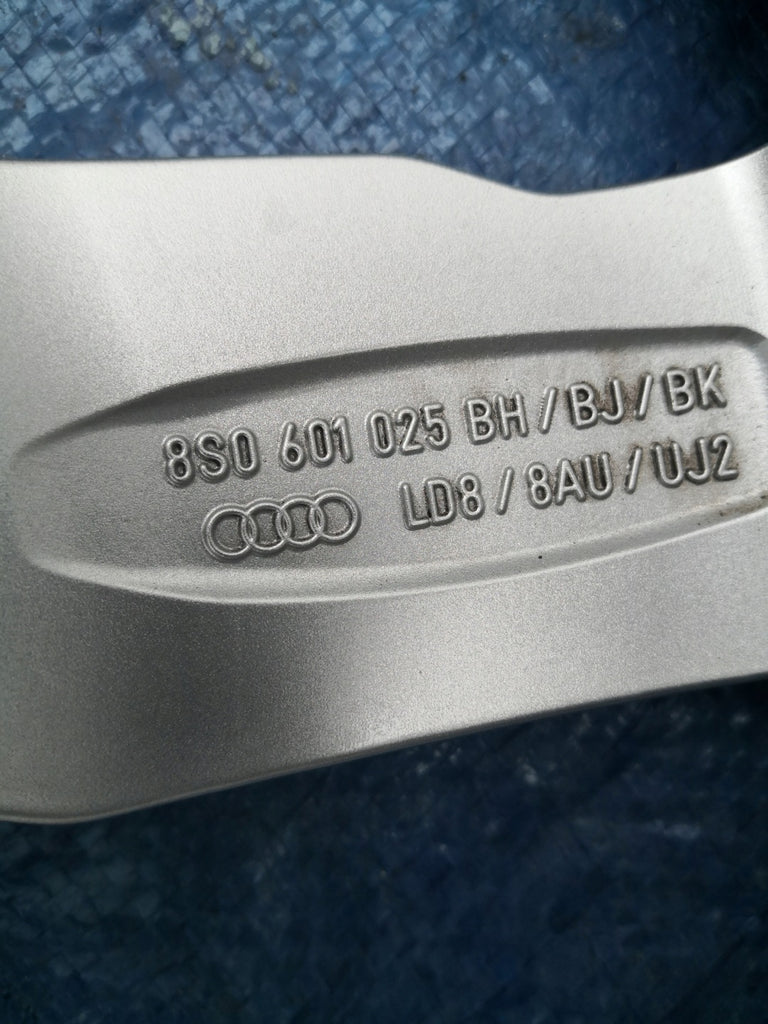 8S0 601 025 BH / BJ / BK
LD8 / 8AU / UJ2